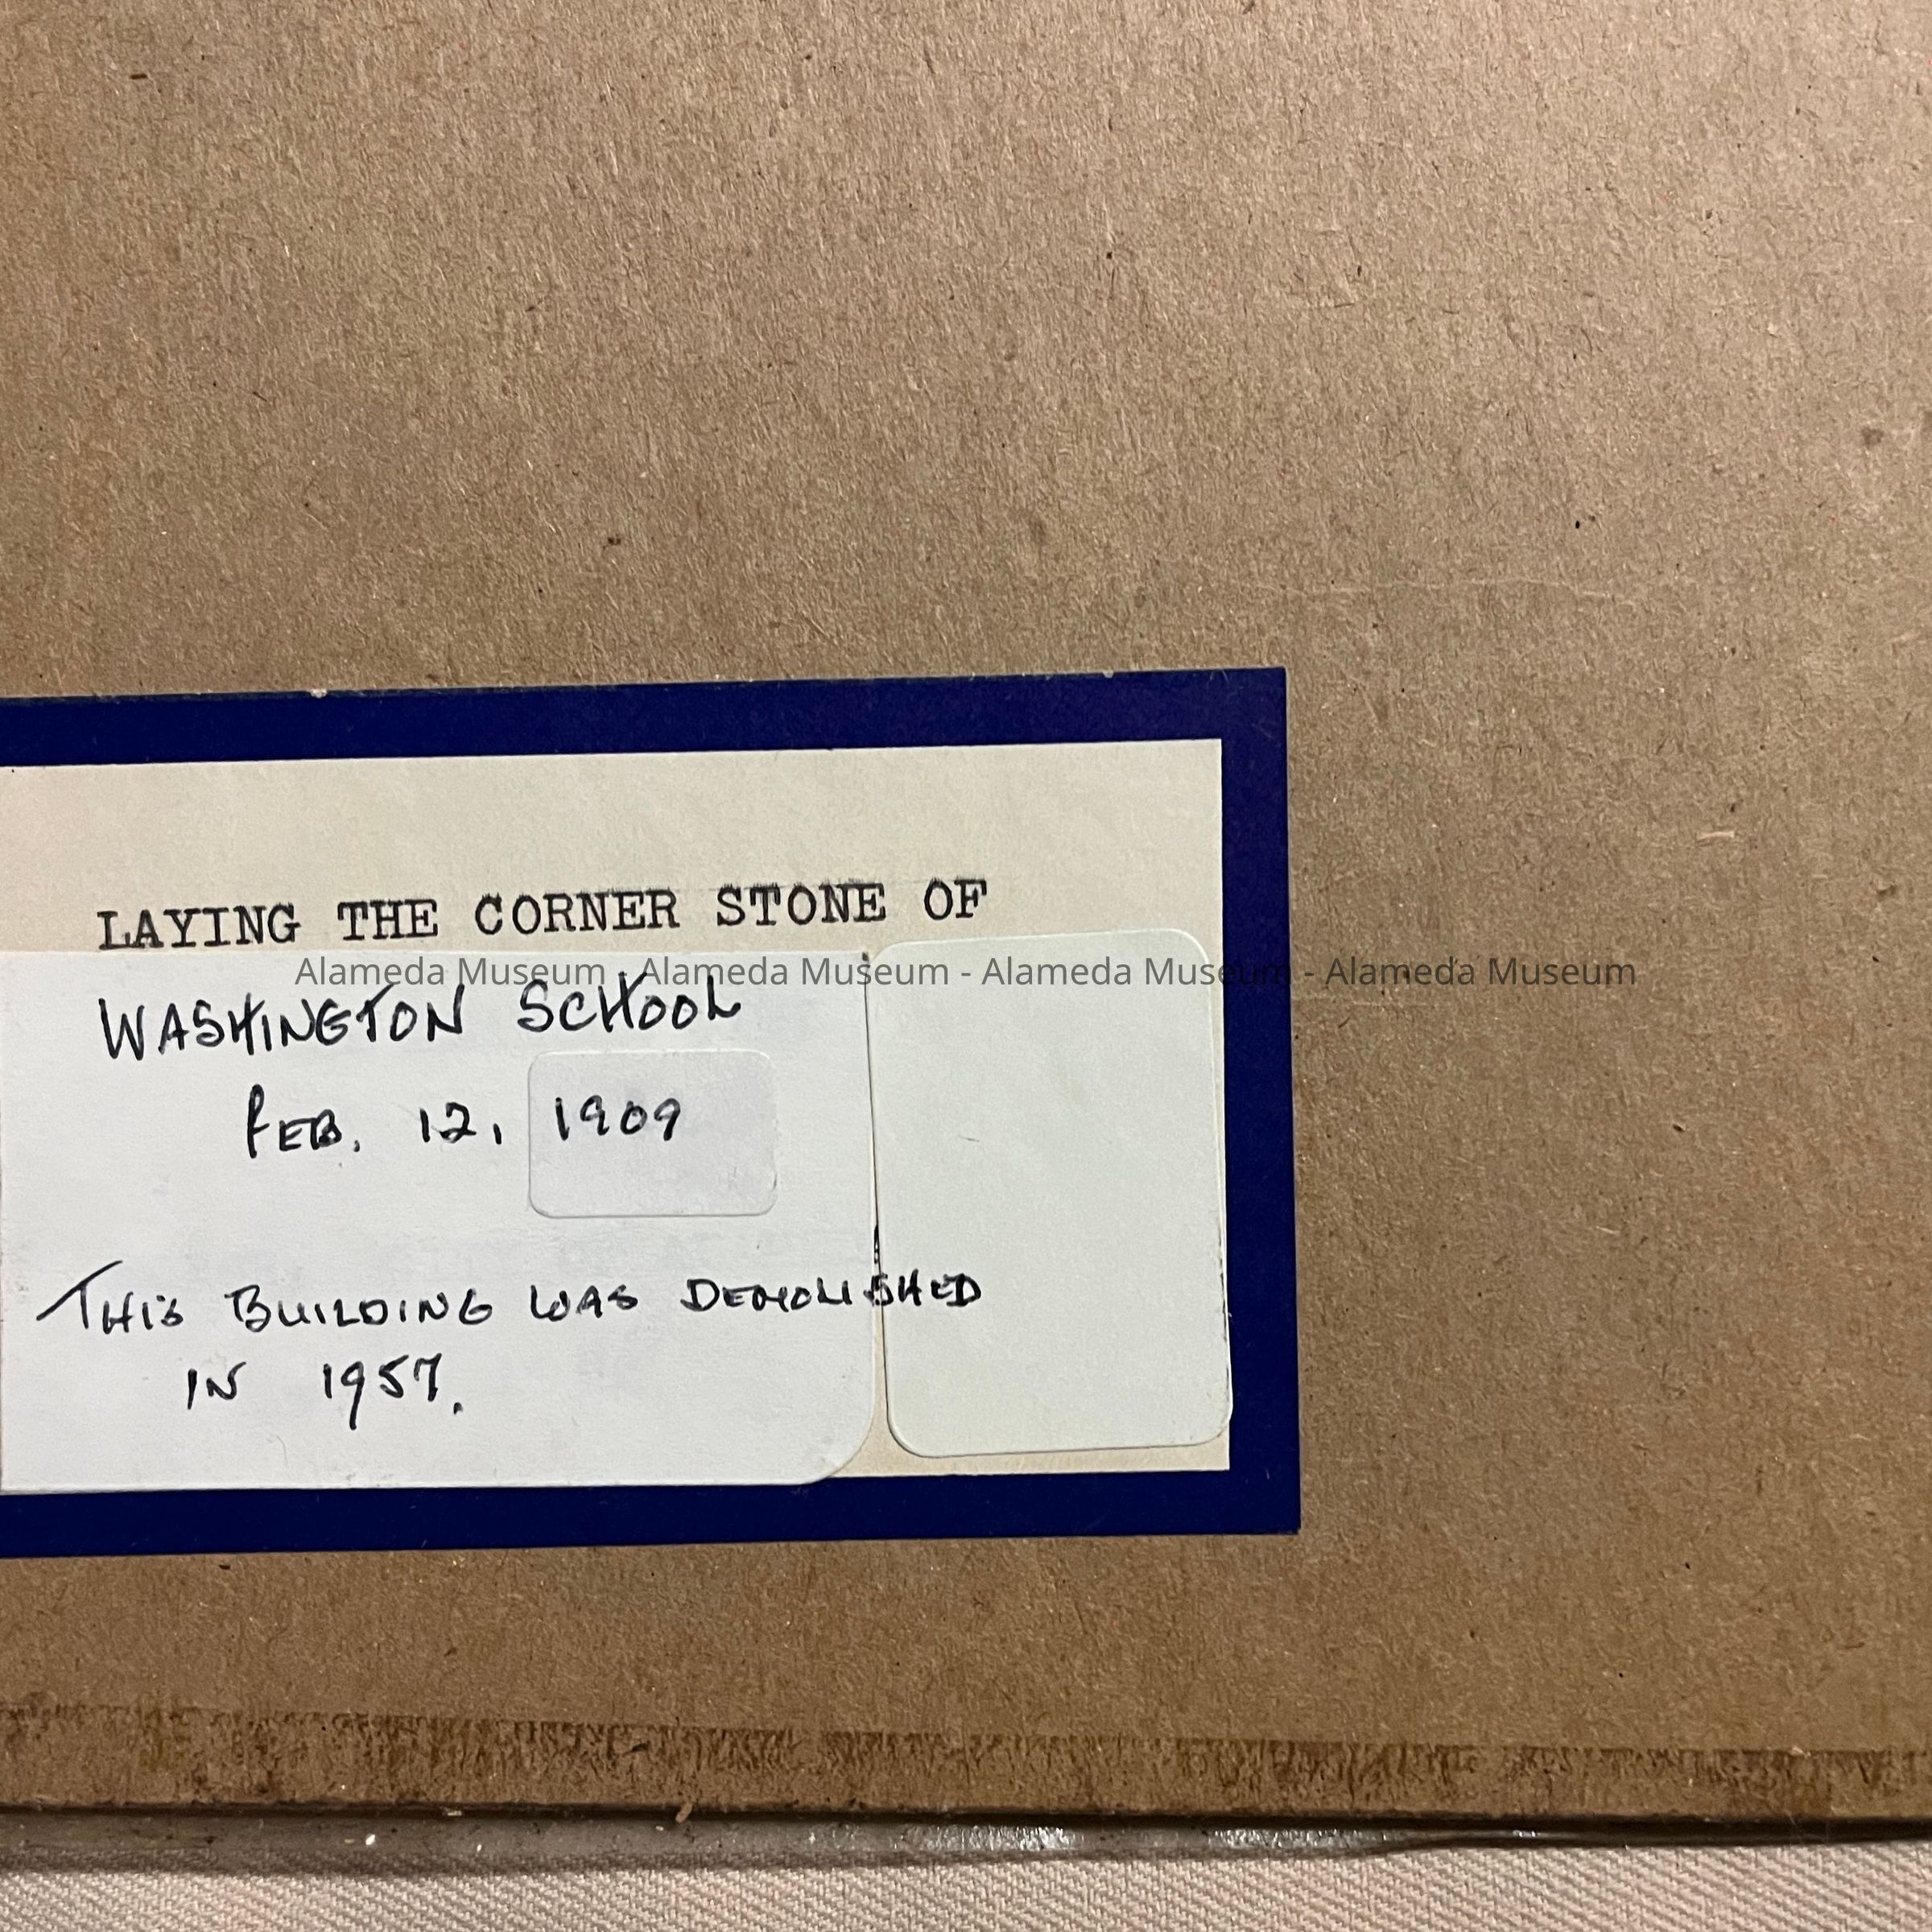 LAYING THE CORNER STONE OF
Alameda Museum - Alameda Museum - Alameda Museum - Alameda Museum
WASHINGTON SCHOOL
FEB. 12, 1909
THIS BUILDING WAS DEMOLISHED
IN 1957.